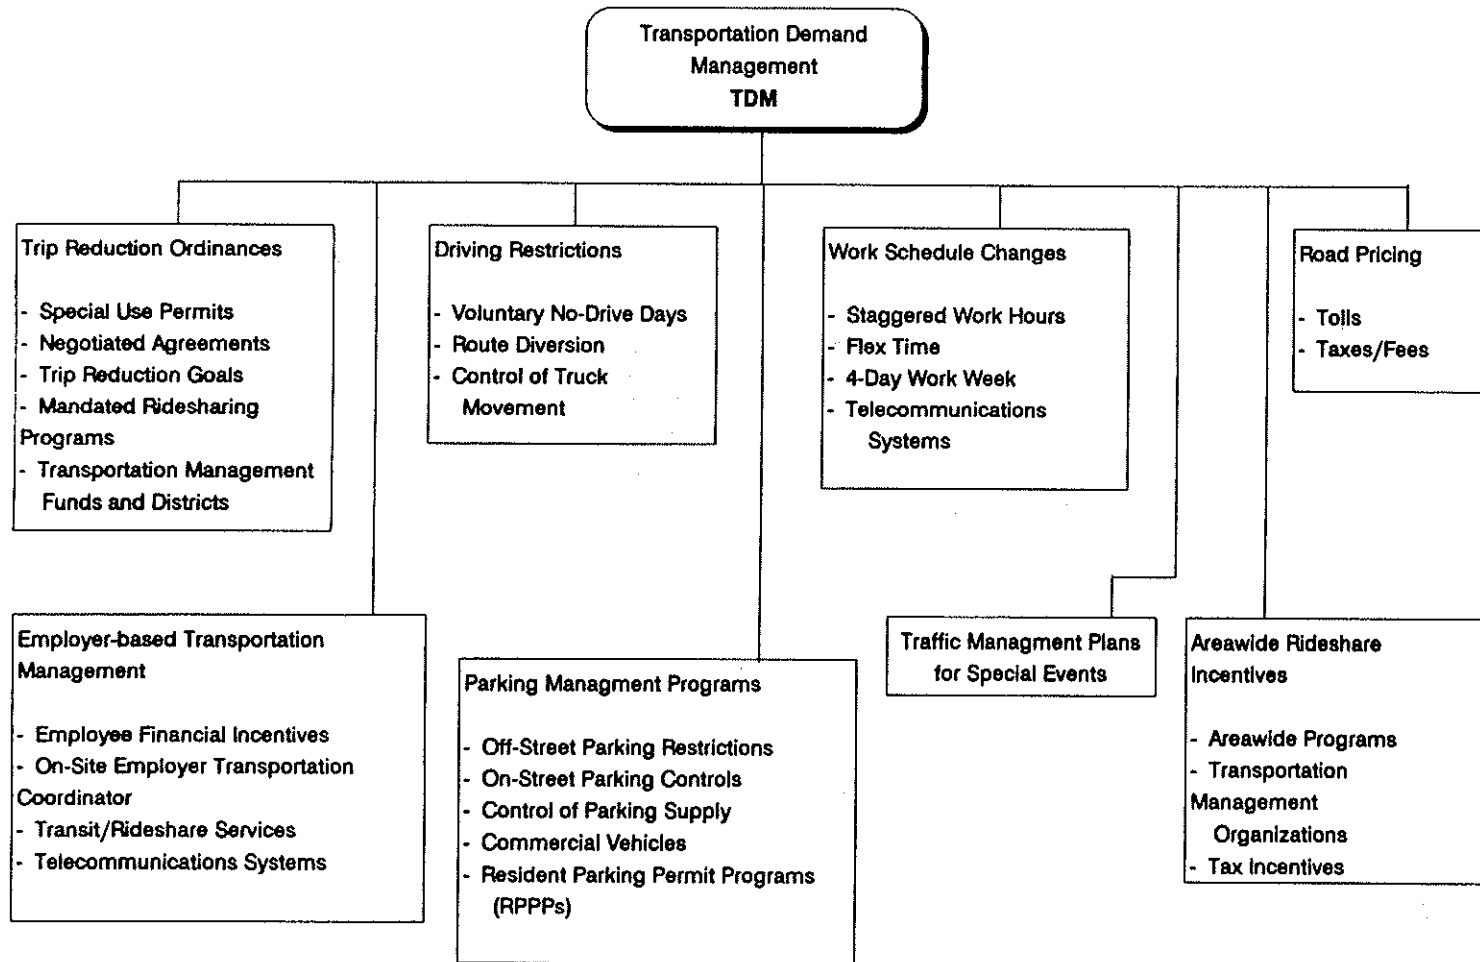 Transportation Demand
Management
TDM
Trip Reduction Ordinances
- Special Use Permits
- Negotiated Agreements
- Trip Reduction Goals
- Mandated Ridesharing
Programs
- Transportation Management
Funds and Districts
Driving Restrictions
- Voluntary No-Drive Days
- Route Diversion
- Control of Truck
Movement
Work Schedule Changes
- Staggered Work Hours
- Flex Time
- 4-Day Work Week
- Telecommunications
Systems
Road Pricing
- Tolls
- Taxes/Fees
Employer-based Transportation
Management
- Employee Financial Incentives
- On-Site Employer Transportation
Coordinator
- Transit/Rideshare Services
- Telecommunications Systems
Parking Managment Programs
- Off-Street Parking Restrictions
- On-Street Parking Controls
- Control of Parking Supply
- Commercial Vehicles
- Resident Parking Permit Programs
(RPPPs)
Traffic Managment Plans
for Special Events
Areawide Rideshare
Incentives
- Areawide Programs
- Transportation
Management
Organizations
- Tax Incentives